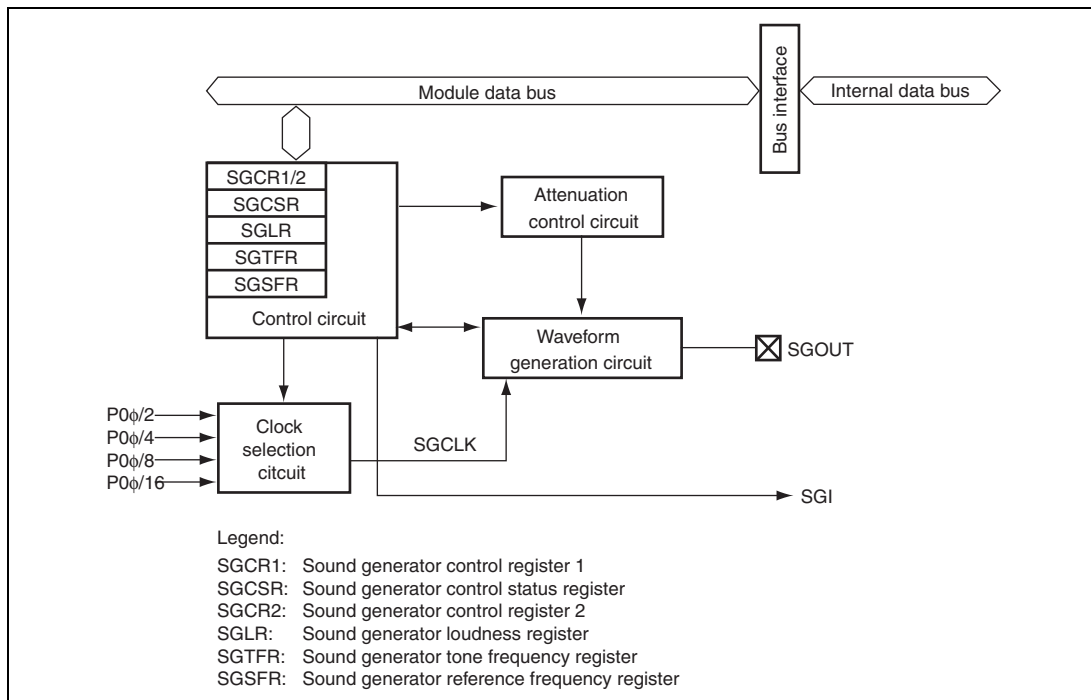 Module data bus
Bus interface
Internal data bus
SGCR1/2
SGCSR
SGLR
SGTFR
SGSFR
Control circuit
Attenuation
control circuit
Waveform
generation circuit
SGOUT
P0ϕ/2
P0ϕ/4
P0ϕ/8
P0ϕ/16
Clock
selection
citcuit
SGCLK
SGI
Legend:
SGCR1: Sound generator control register 1
SGCSR: Sound generator control status register
SGCR2: Sound generator control register 2
SGLR: Sound generator loudness register
SGTFR: Sound generator tone frequency register
SGSFR: Sound generator reference frequency register